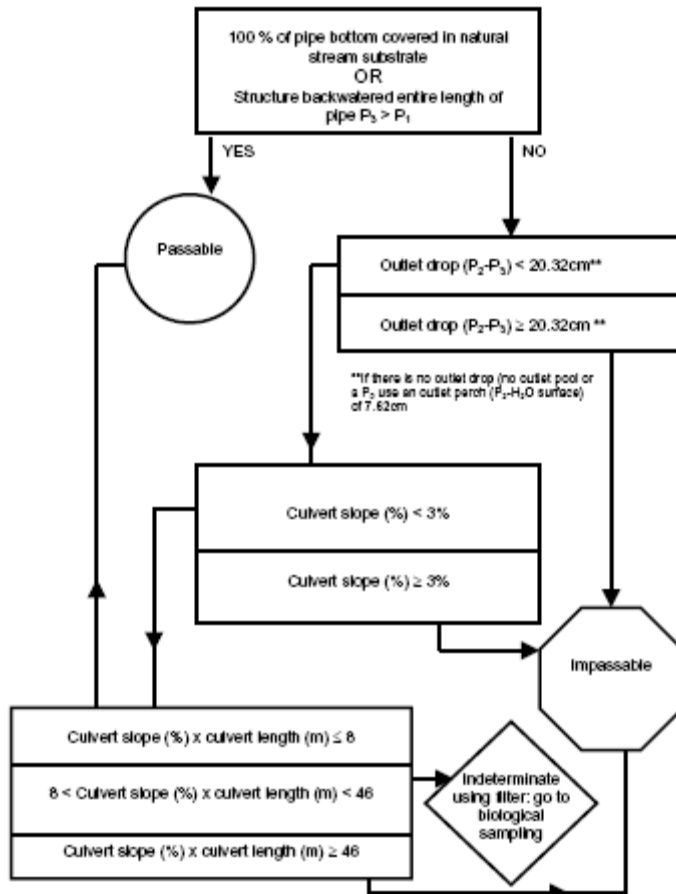 100 % of pipe bottom covered in natural
stream substrate
OR
Structure backwatered entire length of
pipe P₃ > P₁
YES
NO
Passable
Outlet drop (P₂-P₃) < 20.32cm**
Outlet drop (P₂-P₃) ≥ 20.32cm **
**If there is no outlet drop (no outlet pool or
a P₃ use an outlet perch (P₂-H₂O surface)
of 7.62cm
Culvert slope (%) < 3%
Culvert slope (%) ≥ 3%
Impassable
Culvert slope (%) x culvert length (m) ≤ 8
8 < Culvert slope (%) x culvert length (m) < 46
Culvert slope (%) x culvert length (m) ≥ 46
Indeterminate
using filter: go to
biological
sampling